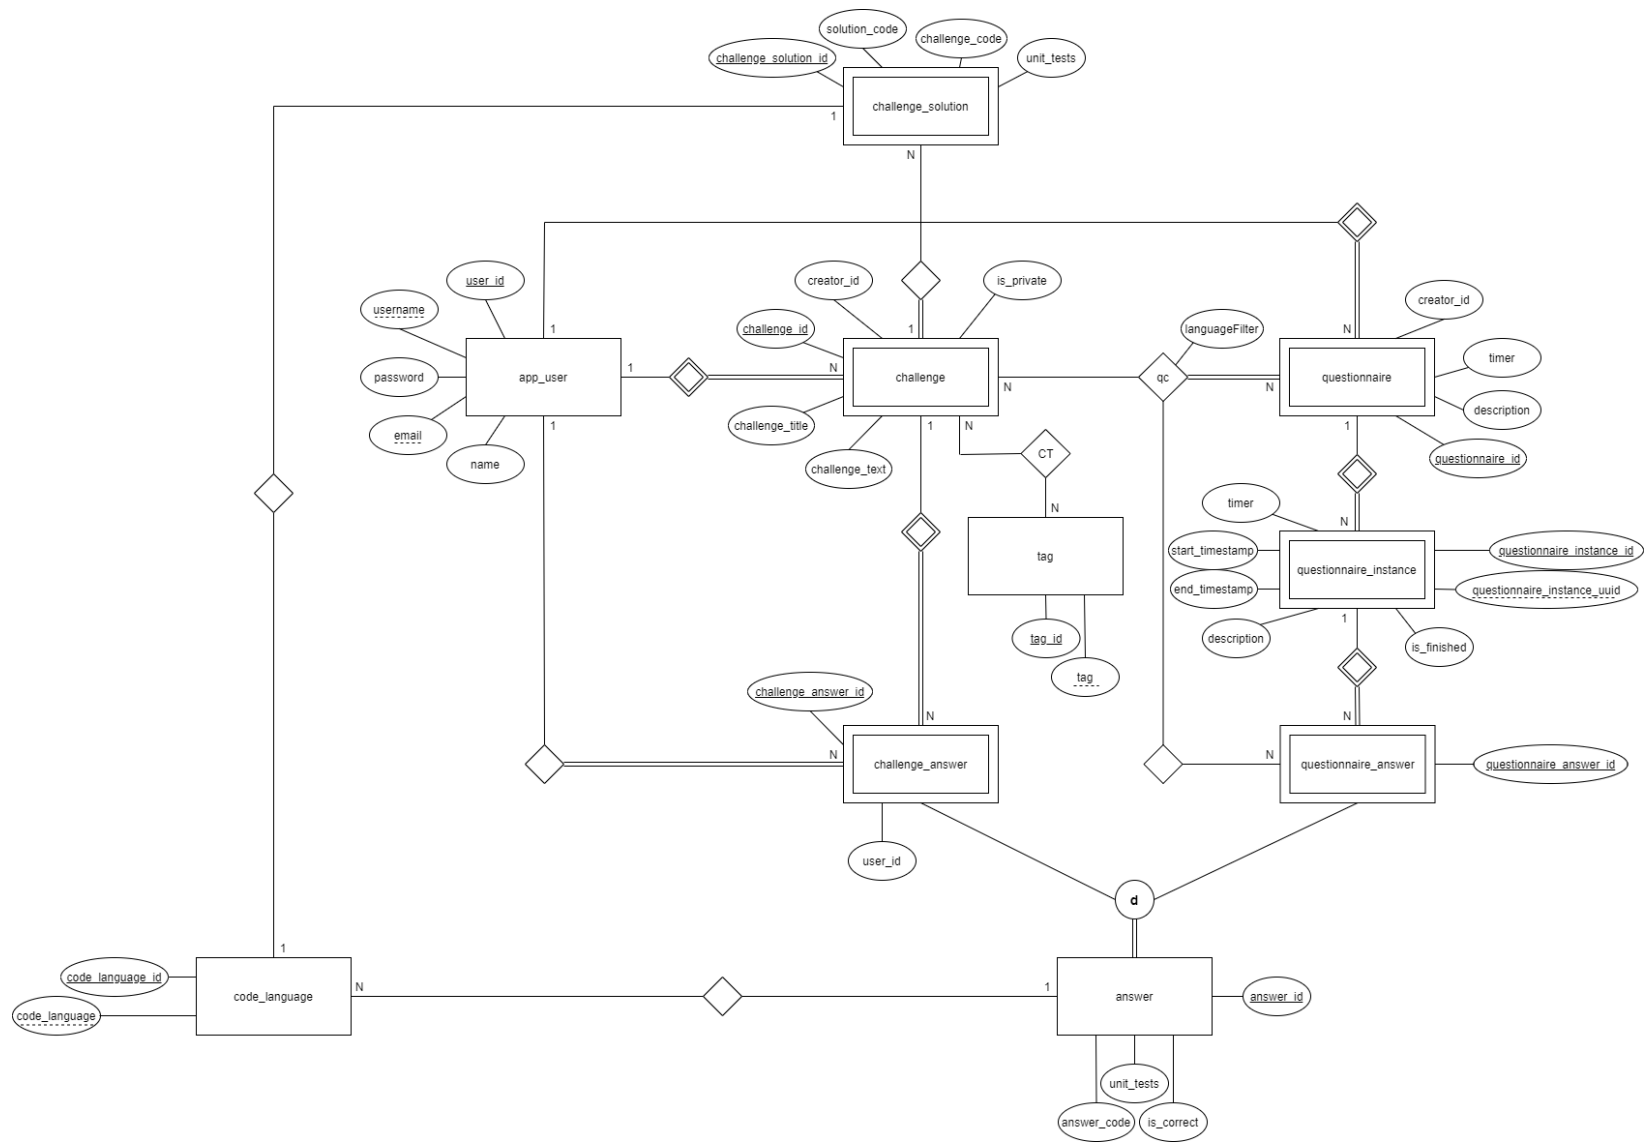 solution_code
challenge_code
challenge_solution_id
unit_tests
challenge_solution
1
N
user_id
creator_id
is_private
username
challenge_id
languageFilter
creator_id
1
1
N
timer
password
app_user
1
N
challenge
N
qc
N
questionnaire
email
name
1
challenge_title
challenge_text
1
N
CT
description
1
questionnaire_id
timer
N
N
tag
start_timestamp
end_timestamp
questionnaire_instance
questionnaire_instance_id
questionnaire_instance_uuid
description
1
is_finished
tag_id
tag
challenge_answer_id
N
N
N
challenge_answer
N
questionnaire_answer
questionnaire_answer_id
user_id
d
1
code_language_id
code_language
code_language
N
1
answer
answer_id
unit_tests
answer_code
is_correct